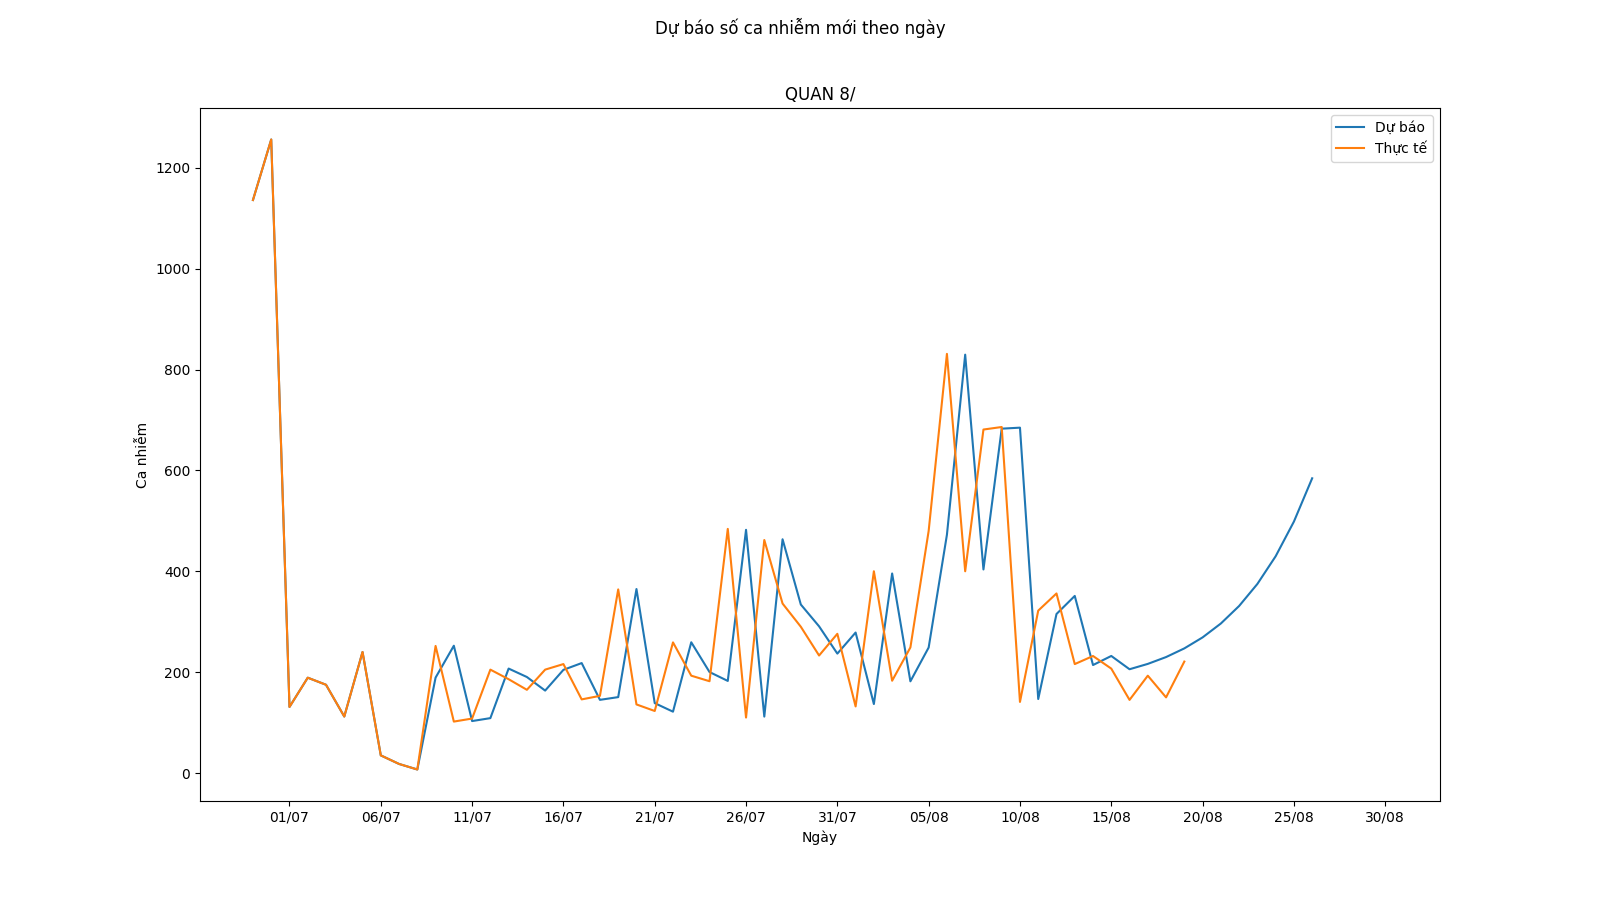 Dự báo số ca nhiễm mới theo ngày
QUAN 8/
Dự báo
Thực tế
1200
1000
800
600
400
200
0
Ca nhiễm
01/07 06/07 11/07 16/07 21/07 26/07 31/07 05/08 10/08 15/08 20/08 25/08 30/08
Ngày